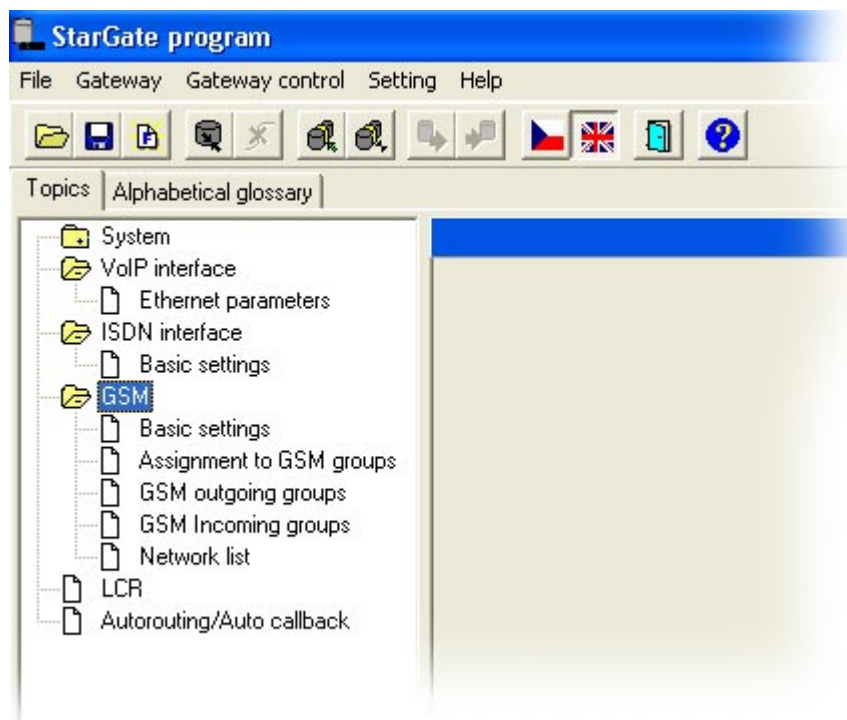 StarGate program
File Gateway Gateway control Setting Help
F ?
Topics Alphabetical glossary
System
VoIP interface
Ethernet parameters
ISDN interface
Basic settings
GSM
Basic settings
Assignment to GSM groups
GSM outgoing groups
GSM Incoming groups
Network list
LCR
Autorouting/Auto callback